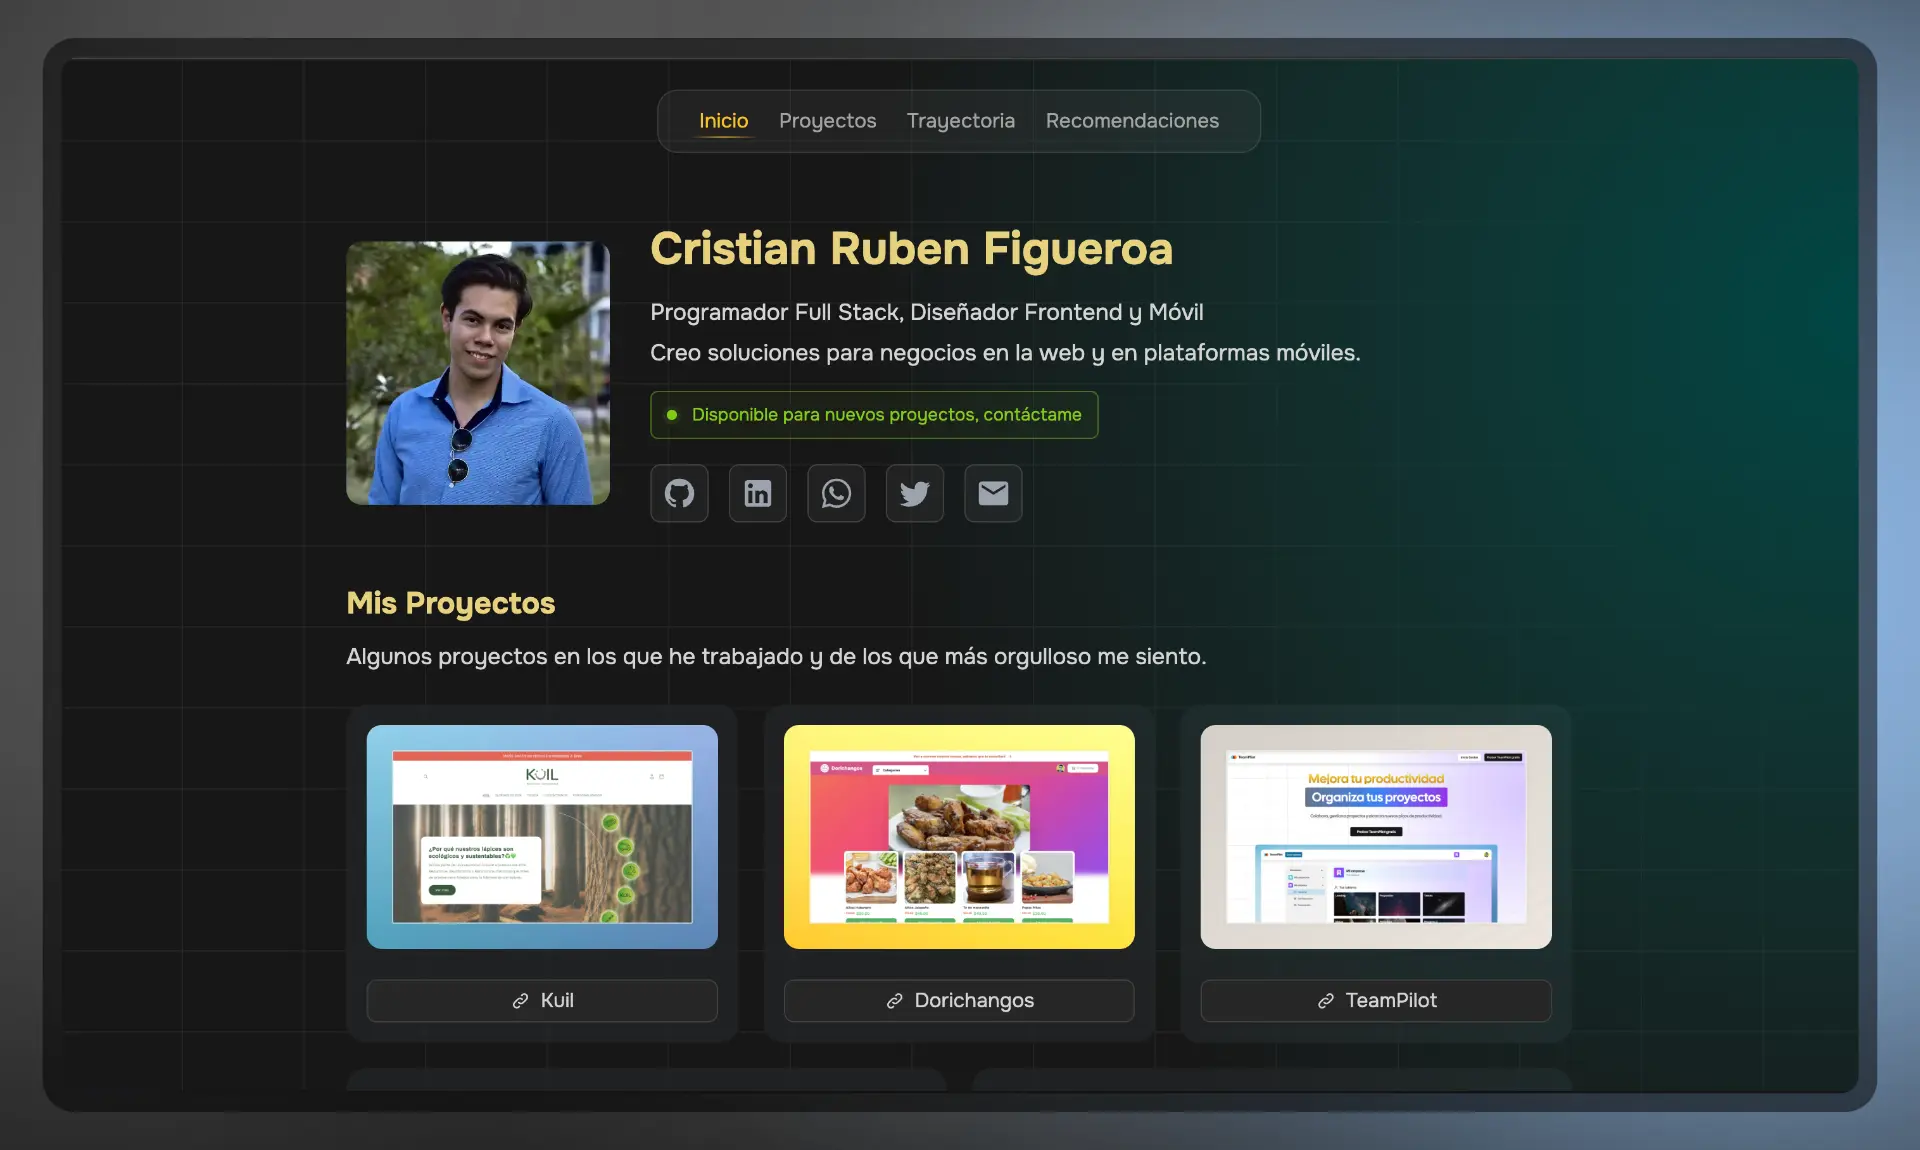 Inicio Proyectos Trayectoria Recomendaciones
Cristian Ruben Figueroa
Programador Full Stack, Diseñador Frontend y Móvil
Creo soluciones para negocios en la web y en plataformas móviles.
Disponible para nuevos proyectos, contáctame
Mis Proyectos
Algunos proyectos en los que he trabajado y de los que más orgulloso me siento.
KUIL
¿Por qué nuestros lápices son
ecológicos y sustentables?
Kuil
Dorichangos
Categorías
Dorichangos
TeamPilot
Mejora tu productividad
Organiza tus proyectos
TeamPilot